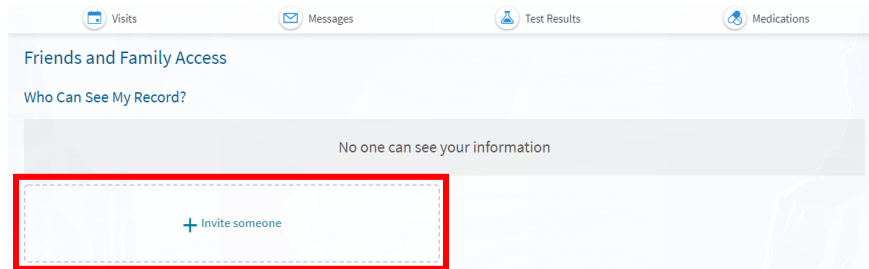 Visits Messages Test Results Medications
Friends and Family Access
Who Can See My Record?
No one can see your information
+ Invite someone